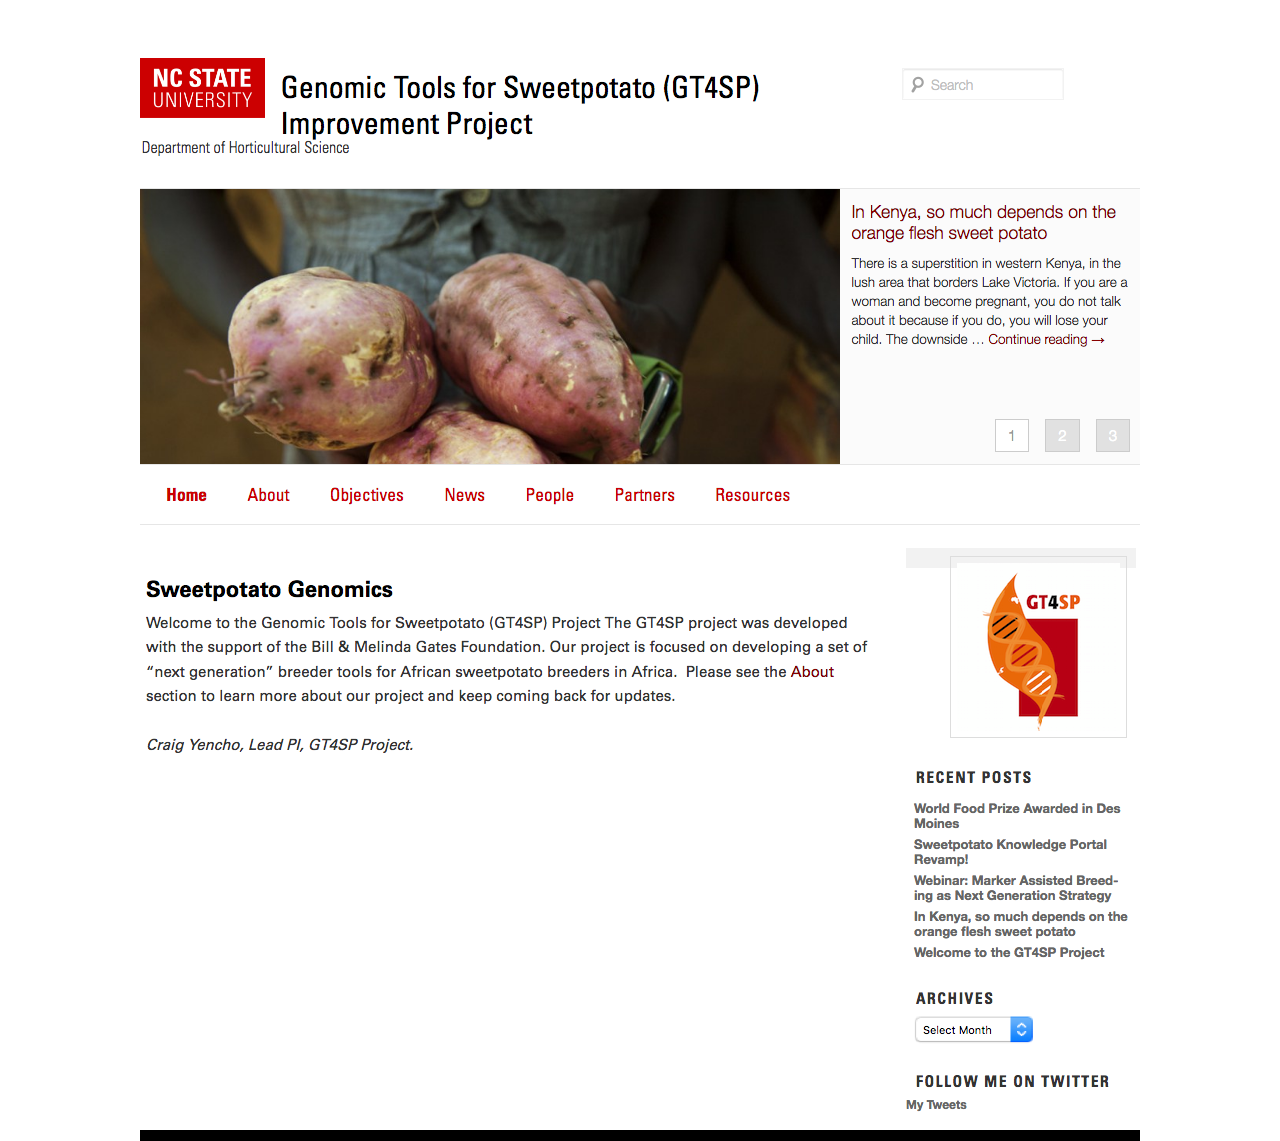 NC STATE
UNIVERSITY
Genomic Tools for Sweetpotato (GT4SP)
Improvement Project
Department of Horticultural Science
Search
In Kenya, so much depends on the
orange flesh sweet potato
There is a superstition in western Kenya, in the
lush area that borders Lake Victoria. If you are a
woman and become pregnant, you do not talk
about it because if you do, you will lose your
child. The downside … Continue reading →
1 2 3
Home About Objectives News People Partners Resources
Sweetpotato Genomics
Welcome to the Genomic Tools for Sweetpotato (GT4SP) Project The GT4SP project was developed
with the support of the Bill & Melinda Gates Foundation. Our project is focused on developing a set of
“next generation” breeder tools for African sweetpotato breeders in Africa.  Please see the About
section to learn more about our project and keep coming back for updates.
Craig Yencho, Lead PI, GT4SP Project.
GT4SP
RECENT POSTS
World Food Prize Awarded in Des
Moines
Sweetpotato Knowledge Portal
Revamp!
Webinar: Marker Assisted Breed-
ing as Next Generation Strategy
In Kenya, so much depends on the
orange flesh sweet potato
Welcome to the GT4SP Project
ARCHIVES
Select Month
FOLLOW ME ON TWITTER
My Tweets